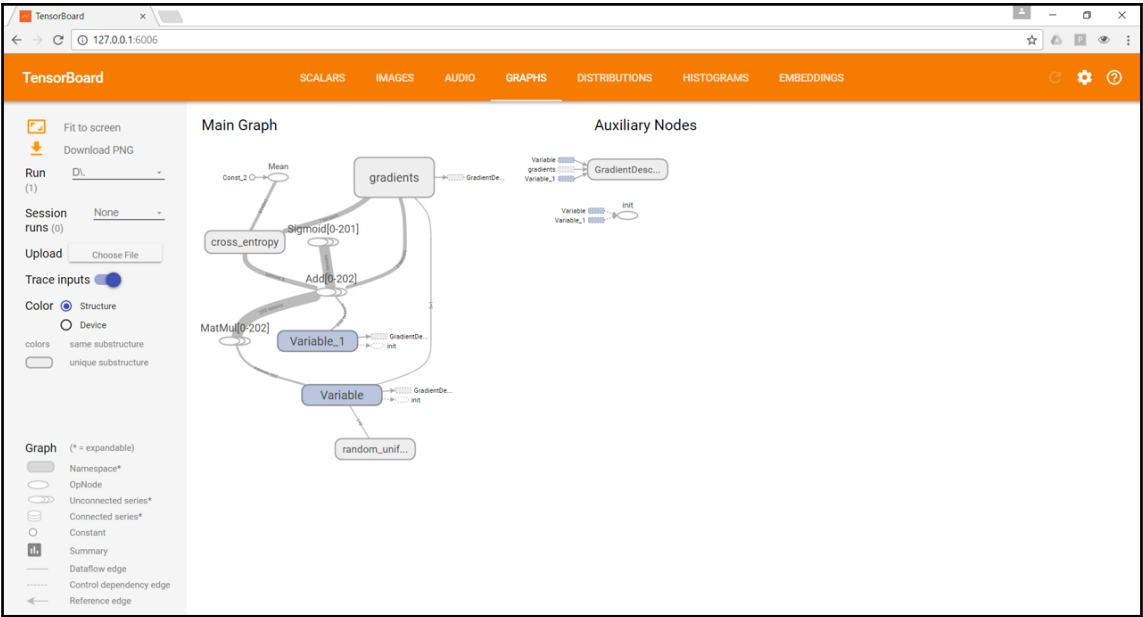 TensorBoard
127.0.0.1:6006
TensorBoard
SCALARS
IMAGES
AUDIO
GRAPHS
DISTRIBUTIONS
HISTOGRAMS
EMBEDDINGS
Fit to screen
Download PNG
Run
(1)
D\.
Session
runs (0)
None
Upload
Choose File
Trace inputs
Color
Structure
Device
colors
same substructure
unique substructure
Graph
(* = expandable)
Namespace*
OpNode
Unconnected series*
Connected series*
Constant
Summary
Dataflow edge
Control dependency edge
Reference edge
Main Graph
Mean
Const_2
gradients
GradientDe...
Sigmoid[0-201]
cross_entropy
Add[0-202]
MatMul[0-202]
Variable_1
GradientDe...
init
Variable
GradientDe...
init
random_unif...
Auxiliary Nodes
Variable
gradients
Variable_1
GradientDesc...
init
Variable
Variable_1